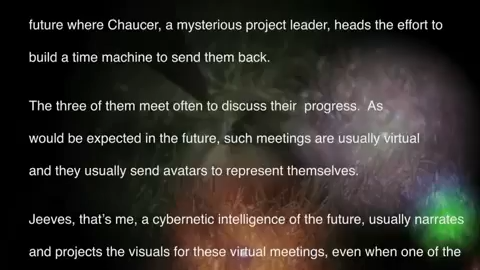 future where Chaucer, a mysterious project leader, heads the effort to
build a time machine to send them back.
The three of them meet often to discuss their progress. As
would be expected in the future, such meetings are usually virtual
and they usually send avatars to represent themselves.
Jeeves, that's me, a cybernetic intelligence of the future, usually narrates
and projects the visuals for these virtual meetings, even when one of the